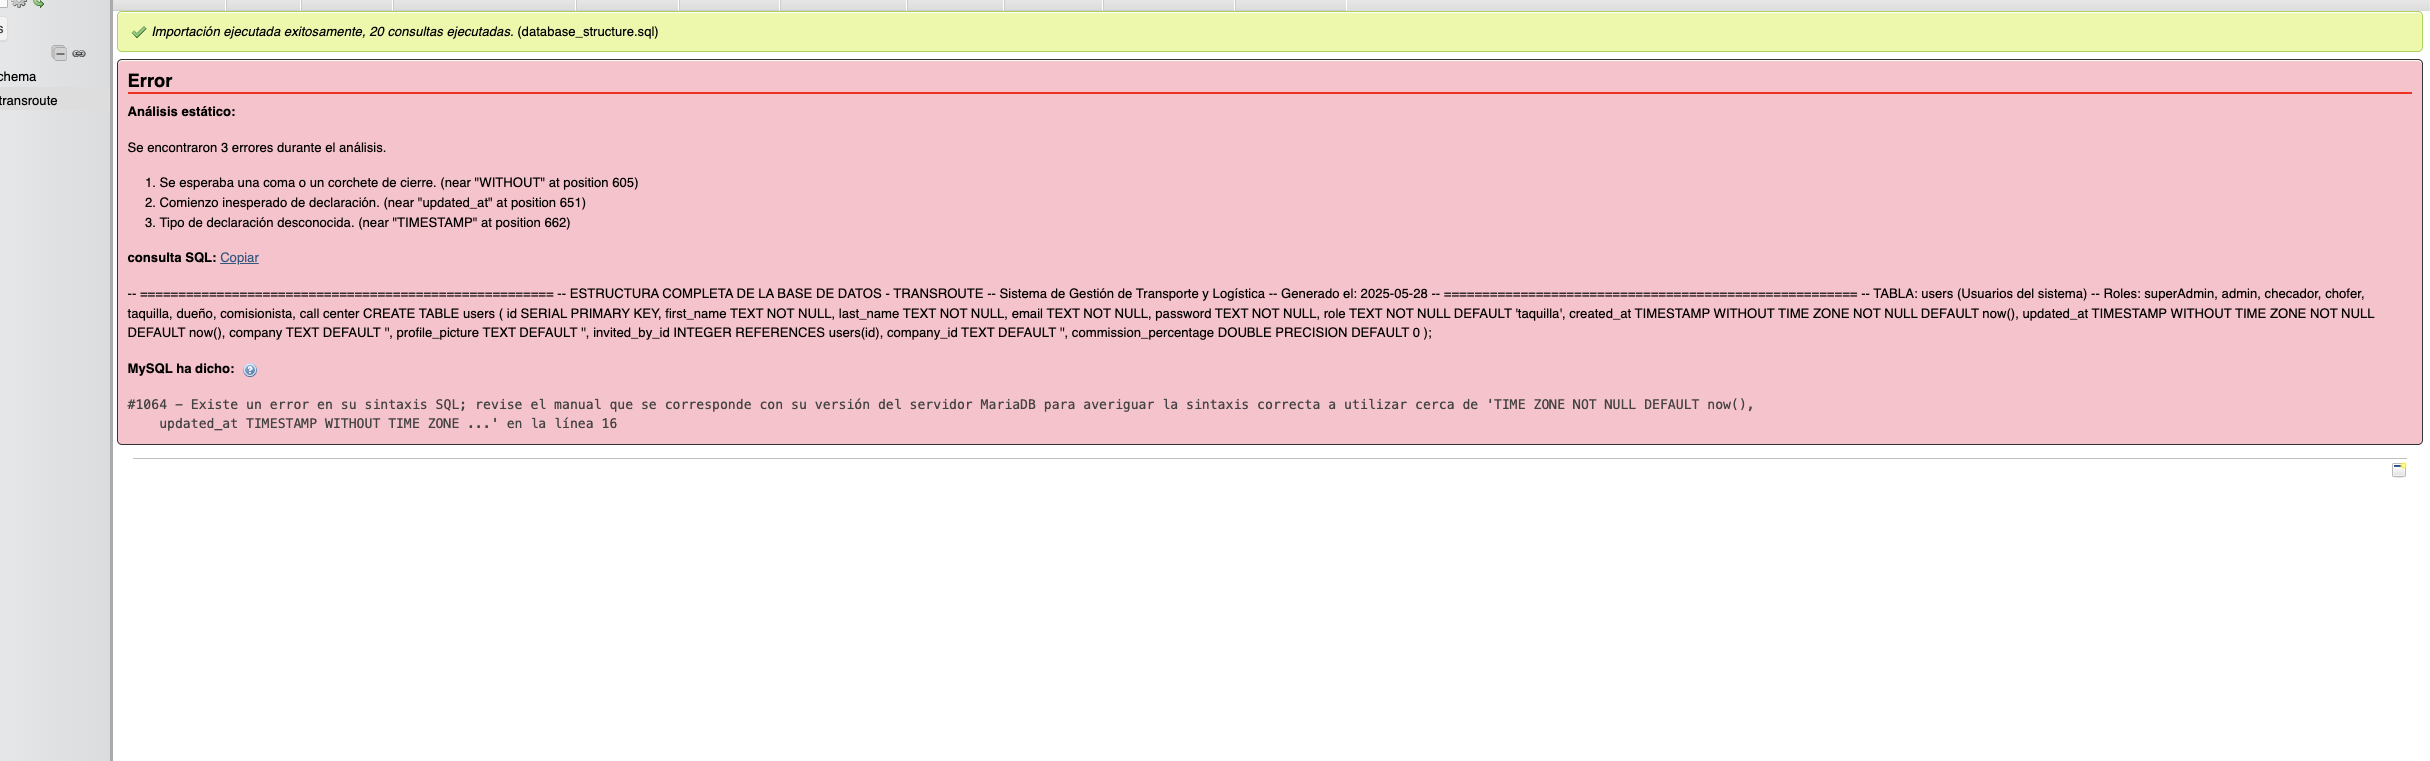 s
Importación ejecutada exitosamente, 20 consultas ejecutadas. (database_structure.sql)
chema
transroute
Error
Análisis estático:
Se encontraron 3 errores durante el análisis.
1. Se esperaba una coma o un corchete de cierre. (near "WITHOUT" at position 605)
2. Comienzo inesperado de declaración. (near "updated_at" at position 651)
3. Tipo de declaración desconocida. (near "TIMESTAMP" at position 662)
consulta SQL: Copiar
-- ====================================================== -- ESTRUCTURA COMPLETA DE LA BASE DE DATOS - TRANSROUTE -- Sistema de Gestión de Transporte y Logística -- Generado el: 2025-05-28 -- ====================================================== -- TABLA: users (Usuarios del sistema) -- Roles: superAdmin, admin, checador, chofer,
taquilla, dueño, comisionista, call center CREATE TABLE users ( id SERIAL PRIMARY KEY, first_name TEXT NOT NULL, last_name TEXT NOT NULL, email TEXT NOT NULL, password TEXT NOT NULL, role TEXT NOT NULL DEFAULT 'taquilla', created_at TIMESTAMP WITHOUT TIME ZONE NOT NULL DEFAULT now(), updated_at TIMESTAMP WITHOUT TIME ZONE NOT NULL
DEFAULT now(), company TEXT DEFAULT '', profile_picture TEXT DEFAULT '', invited_by_id INTEGER REFERENCES users(id), company_id TEXT DEFAULT '', commission_percentage DOUBLE PRECISION DEFAULT 0 );
MySQL ha dicho:
#1064 - Existe un error en su sintaxis SQL; revise el manual que se corresponde con su versión del servidor MariaDB para averiguar la sintaxis correcta a utilizar cerca de 'TIME ZONE NOT NULL DEFAULT now(),
updated_at TIMESTAMP WITHOUT TIME ZONE ...' en la línea 16